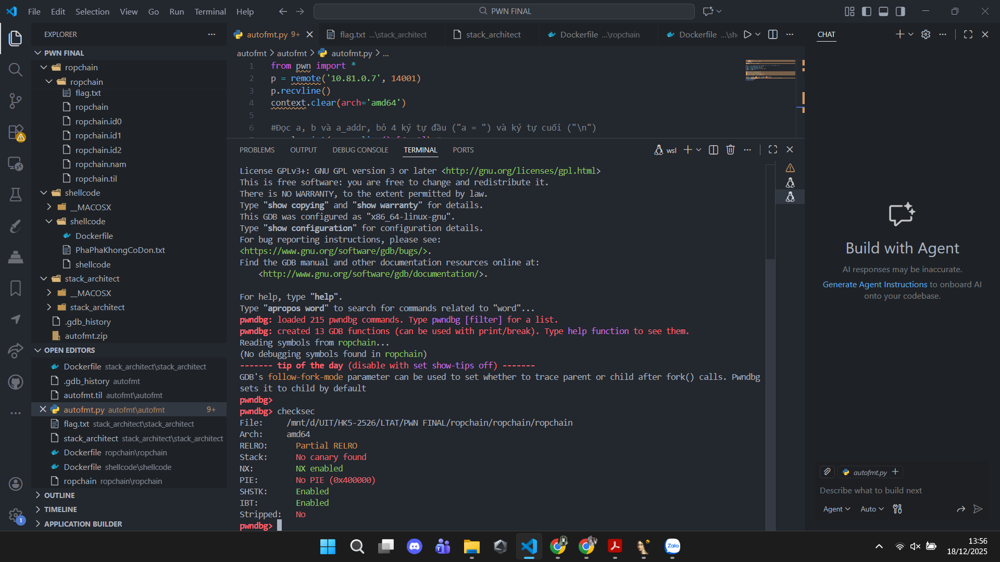 File Edit Selection View Go Run Terminal Help
PWN FINAL
EXPLORER
PWN FINAL
ropchain
ropchain
flag.txt
ropchain
ropchain.id0
ropchain.id1
ropchain.id2
ropchain.nam
ropchain.til
shellcode
__MACOSX
shellcode
Dockerfile
PhaPhaKhongCoDon.txt
shellcode
stack_architect
__MACOSX
stack_architect
.gdb_history
autofmt.zip
OPEN EDITORS
Dockerfile stack_architect\stack_architect
.gdb_history autofmt
autofmt.til autofmt\autofmt
autofmt.py autofmt\autofmt 9+
flag.txt stack_architect\stack_architect
stack_architect stack_architect\stack_architect
Dockerfile ropchain\ropchain
Dockerfile shellcode\shellcode
ropchain ropchain\ropchain
OUTLINE
TIMELINE
APPLICATION BUILDER
1
autofmt.py 9+ flag.txt ...\stack_architect stack_architect Dockerfile ...\ropchain Dockerfile ...\sh
autofmt > autofmt > autofmt.py > ...
1 from pwn import *
2 p = remote('10.81.0.7', 14001)
3 p.recvline()
4 context.clear(arch='amd64')
5
6 #Đọc a, b và a_addr, bỏ 4 ký tự đầu ("a = ") và ký tự cuối ("\n")
PROBLEMS OUTPUT DEBUG CONSOLE TERMINAL PORTS
wsl
License GPLv3+: GNU GPL version 3 or later <http://gnu.org/licenses/gpl.html>
This is free software: you are free to change and redistribute it.
There is NO WARRANTY, to the extent permitted by law.
Type "show copying" and "show warranty" for details.
This GDB was configured as "x86_64-linux-gnu".
Type "show configuration" for configuration details.
For bug reporting instructions, please see:
<https://www.gnu.org/software/gdb/bugs/>.
Find the GDB manual and other documentation resources online at:
<http://www.gnu.org/software/gdb/documentation/>.
For help, type "help".
Type "apropos word" to search for commands related to "word"...
pwndbg: loaded 215 pwndbg commands. Type pwndbg [filter] for a list.
pwndbg: created 13 GDB functions (can be used with print/break). Type help function to see them.
Reading symbols from ropchain...
(No debugging symbols found in ropchain)
------- tip of the day (disable with set show-tips off) -------
GDB's follow-fork-mode parameter can be used to set whether to trace parent or child after fork() calls. Pwndbg
sets it to child by default
pwndbg>
pwndbg> checksec
File: /mnt/d/UIT/HK5-2526/LTAT/PWN FINAL/ropchain/ropchain/ropchain
Arch: amd64
RELRO: Partial RELRO
Stack: No canary found
NX: NX enabled
PIE: No PIE (0x400000)
SHSTK: Enabled
IBT: Enabled
Stripped: No
pwndbg>
CHAT
Build with Agent
AI responses may be inaccurate.
Generate Agent Instructions to onboard AI
onto your codebase.
autofmt.py
Describe what to build next
Agent Auto
Zalo
13:56
18/12/2025